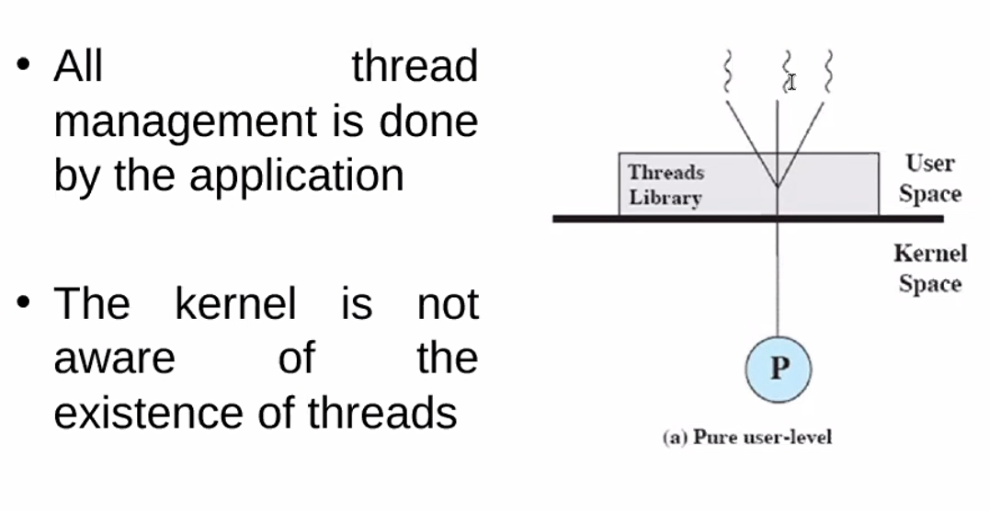 • All thread
management is done
by the application
• The kernel is not
aware of the
existence of threads
Threads
Library
User
Space
Kernel
Space
P
(a) Pure user-level